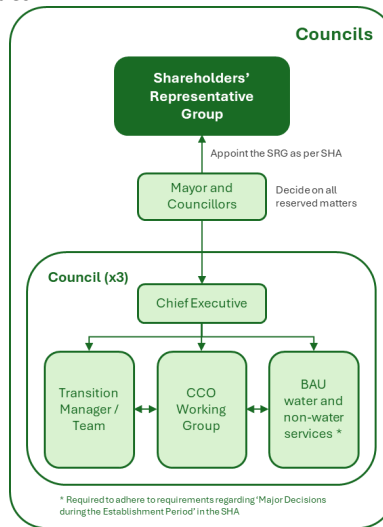 Councils
Shareholders'
Representative
Group
Appoint the SRG as per SHA
Mayor and
Councillors
Decide on all
reserved matters
Council (x3)
Chief Executive
Transition
Manager /
Team
CCO
Working
Group
BAU
water and
non-water
services *
* Required to adhere to requirements regarding 'Major Decisions
during the Establishment Period' in the SHA